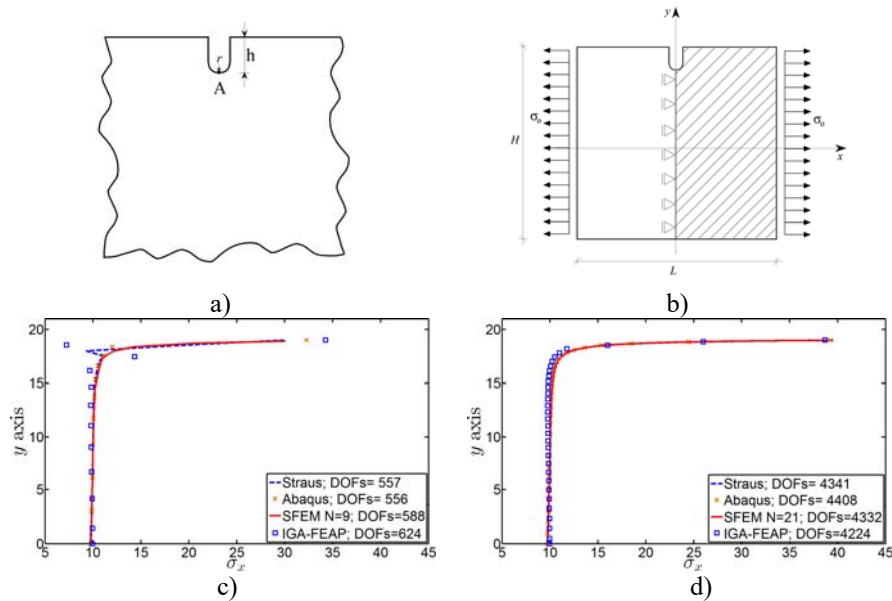 r
h
A
a)
y
σ₀
σ₀
H
x
L
b)
20
15
10
5
0
y axis
5 10 15 20 25 30 35 40 45
σₓ
Straus; DOFs= 557
Abaqus; DOFs= 556
SFEM N=9; DOFs=588
IGA-FEAP; DOFs=624
c)
20
15
10
5
0
y axis
5 10 15 20 25 30 35 40 45
σₓ
Straus; DOFs= 4341
Abaqus; DOFs= 4408
SFEM N=21; DOFs=4332
IGA-FEAP; DOFs=4224
d)